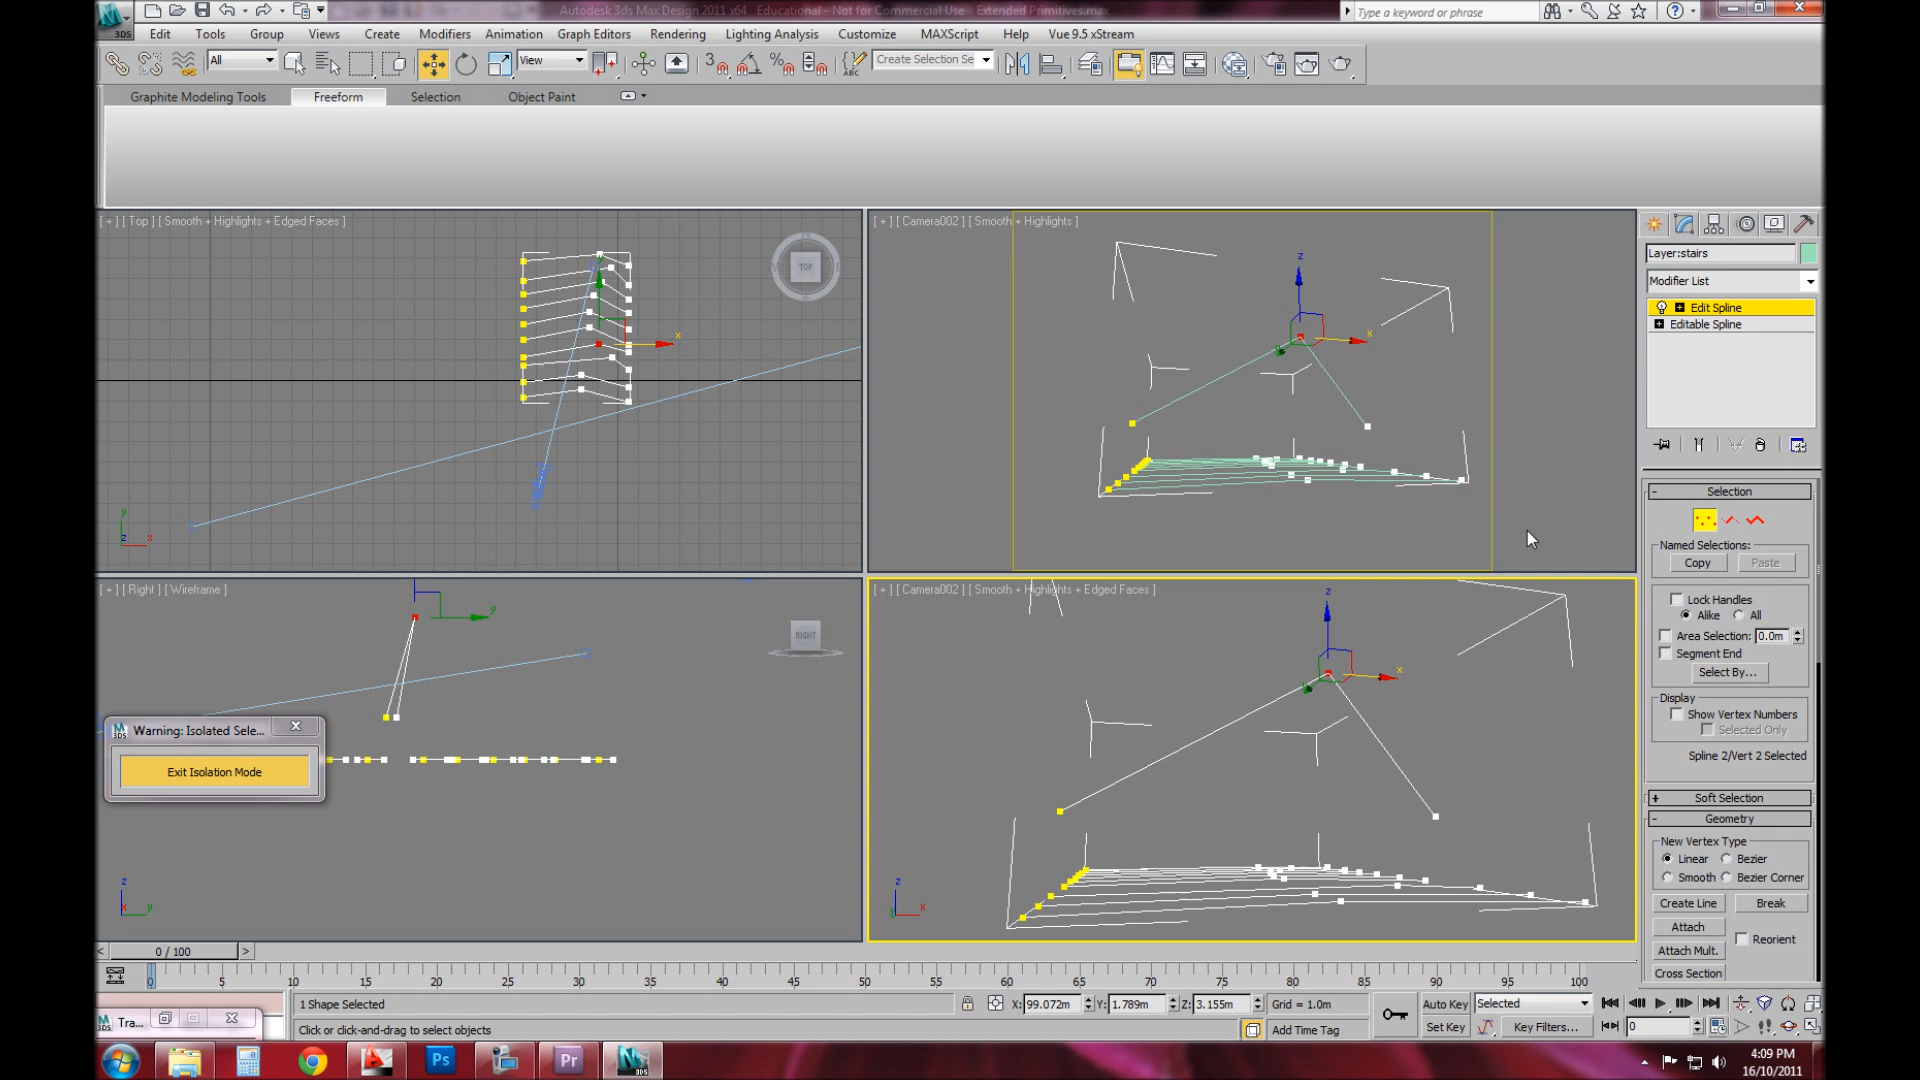 Autodesk 3ds Max Design 2011 x64   Educational - Not for Commercial Use   Extended Primitives.max
Type a keyword or phrase
3DS
Edit Tools Group Views Create Modifiers Animation Graph Editors Rendering Lighting Analysis Customize MAXScript Help Vue 9.5 xStream
All
View
3
%
ABC
Create Selection Se
Graphite Modeling Tools Freeform Selection Object Paint
[ + ] [ Top ] [ Smooth + Highlights + Edged Faces ]
TOP
y
x
y
z
x
[ + ] [ Camera002 ] [ Smooth + Highlights ]
z
x
[ + ] [ Right ] [ Wireframe ]
y
RIGHT
z
x
y
Warning: Isolated Sele...
Exit Isolation Mode
[ + ] [ Camera002 ] [ Smooth + Highlights + Edged Faces ]
z
x
z
y
x
Layer:stairs
Modifier List
Edit Spline
Editable Spline
- Selection
Named Selections:
Copy Paste
Lock Handles
Alike All
Area Selection: 0.0m
Segment End
Select By...
Display
Show Vertex Numbers
Selected Only
Spline 2/Vert 2 Selected
+ Soft Selection
- Geometry
New Vertex Type
Linear Bezier
Smooth Bezier Corner
Create Line Break
Attach
Reorient
Attach Mult.
Cross Section
< 0 / 100 >
0 5 10 15 20 25 30 35 40 45 50 55 60 65 70 75 80 85 90 95 100
1 Shape Selected
X: 99.072m Y: 1.789m Z: 3.155m Grid = 1.0m
Auto Key Selected
Tra...
Click or click-and-drag to select objects
Add Time Tag
Set Key Key Filters... 0
Ps
Pr
4:09 PM
16/10/2011